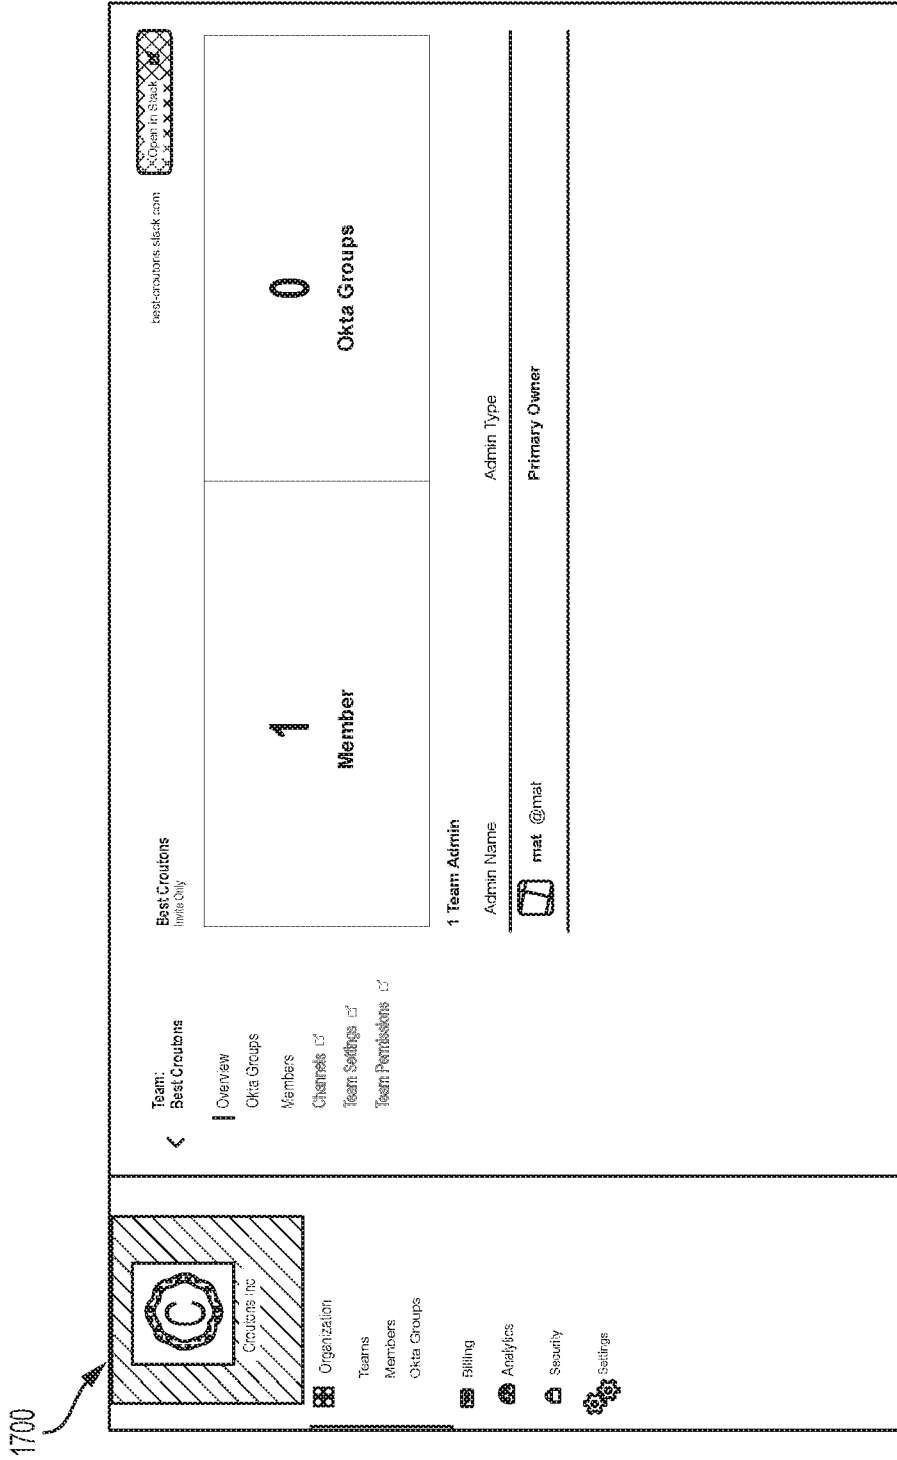 1700
Croutons Inc
Organization
Teams
Members
Okta Groups
Billing
Analytics
Security
Settings
Team:
Best Croutons
Overview
Okta Groups
Members
Channels
Team Settings
Team Permissions
Best Croutons
Invite Only
best-croutons.slack.com
Open in Slack
1
Member
0
Okta Groups
1 Team Admin
Admin Name Admin Type
mat @mat Primary Owner